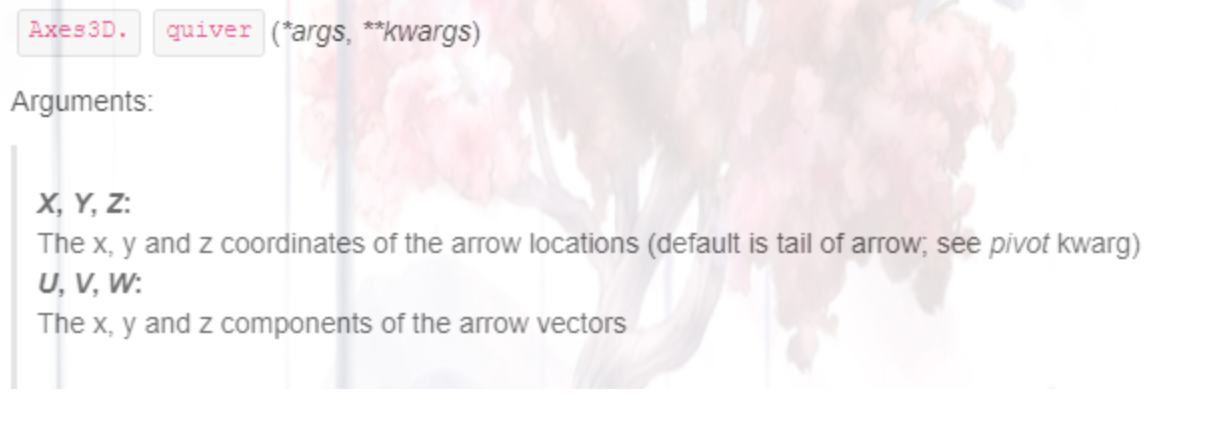 Axes3D. quiver (*args, **kwargs)
Arguments:
X, Y, Z:
The x, y and z coordinates of the arrow locations (default is tail of arrow; see pivot kwarg)
U, V, W:
The x, y and z components of the arrow vectors